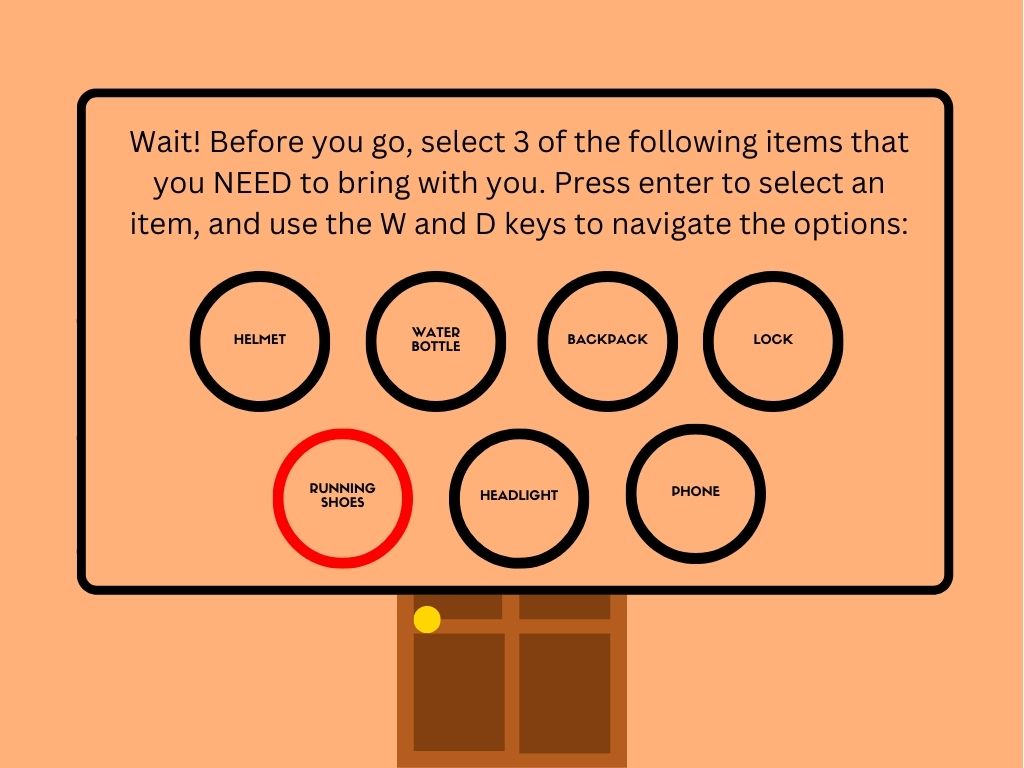 Wait! Before you go, select 3 of the following items that
you NEED to bring with you. Press enter to select an
item, and use the W and D keys to navigate the options:
HELMET
WATER
BOTTLE
BACKPACK
LOCK
RUNNING
SHOES
HEADLIGHT
PHONE